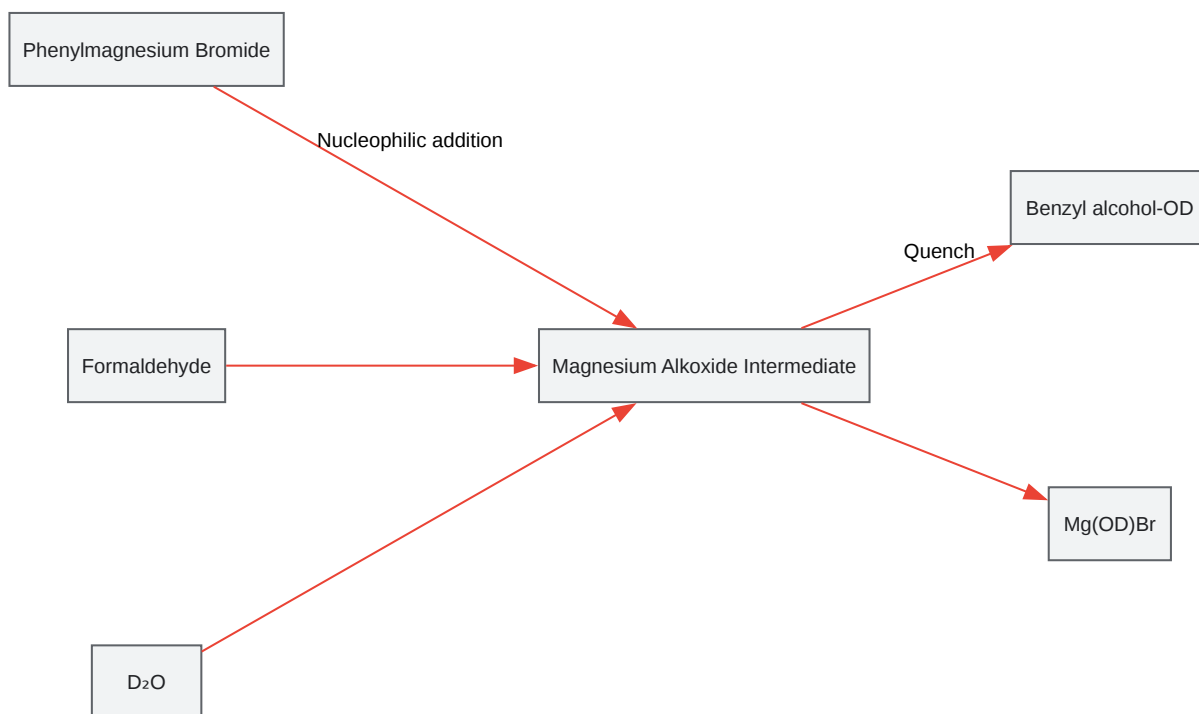 Phenylmagnesium Bromide
Nucleophilic addition
Benzyl alcohol-OD
Quench
Formaldehyde
Magnesium Alkoxide Intermediate
Mg(OD)Br
D₂O